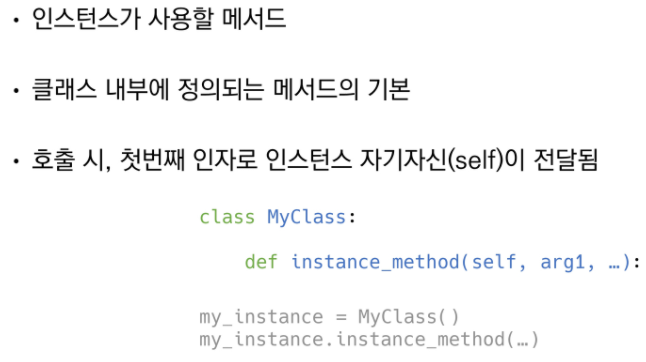 • 인스턴스가 사용할 메서드
• 클래스 내부에 정의되는 메서드의 기본
• 호출 시, 첫번째 인자로 인스턴스 자기자신(self)이 전달됨
class MyClass:
    def instance_method(self, arg1, …):
my_instance = MyClass()
my_instance.instance_method(…)